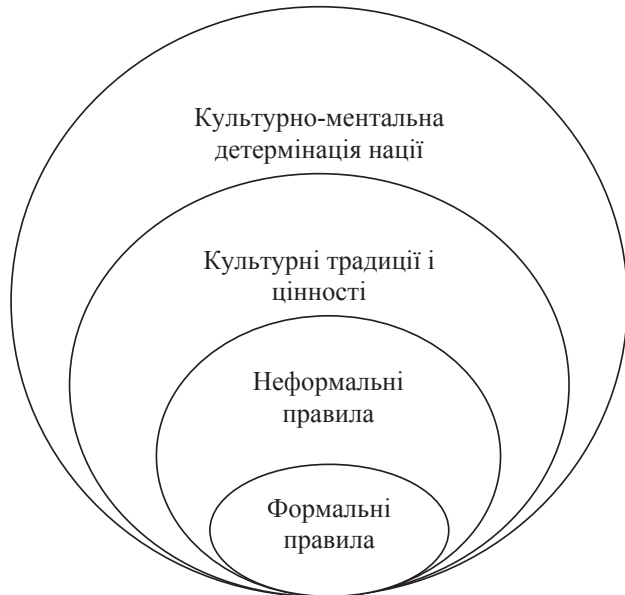 Культурно-ментальна
детермінація нації
Культурні традиції і
цінності
Неформальні
правила
Формальні
правила